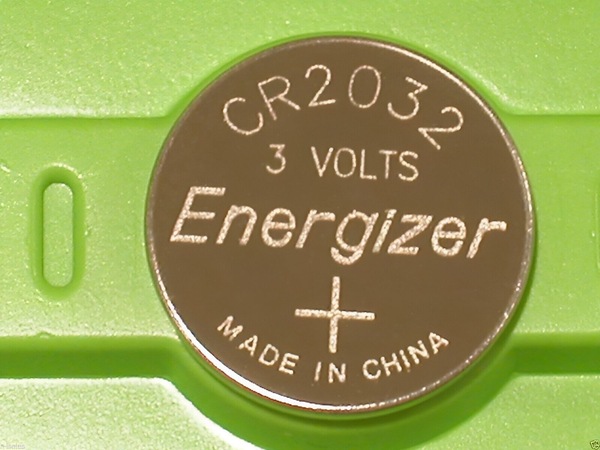 CR2032
3 VOLTS
Energizer
+
MADE IN CHINA